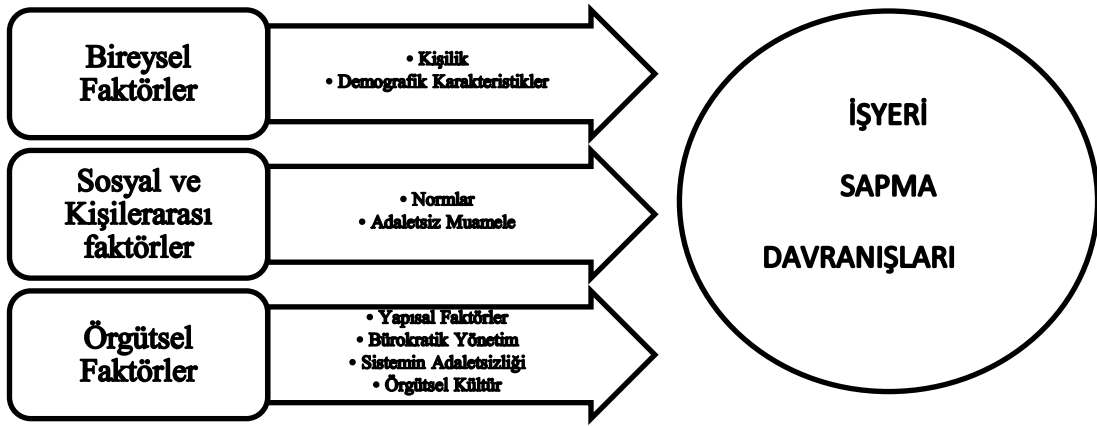 Bireysel
Faktörler
• Kişilik
• Demografik Karakteristikler
Sosyal ve
Kişilerarası
faktörler
• Normlar
• Adaletsiz Muamele
Örgütsel
Faktörler
• Yapısal Faktörler
• Bürokratik Yönetim
• Sistemin Adaletsizliği
• Örgütsel Kültür
İŞYERİ
SAPMA
DAVRANIŞLARI